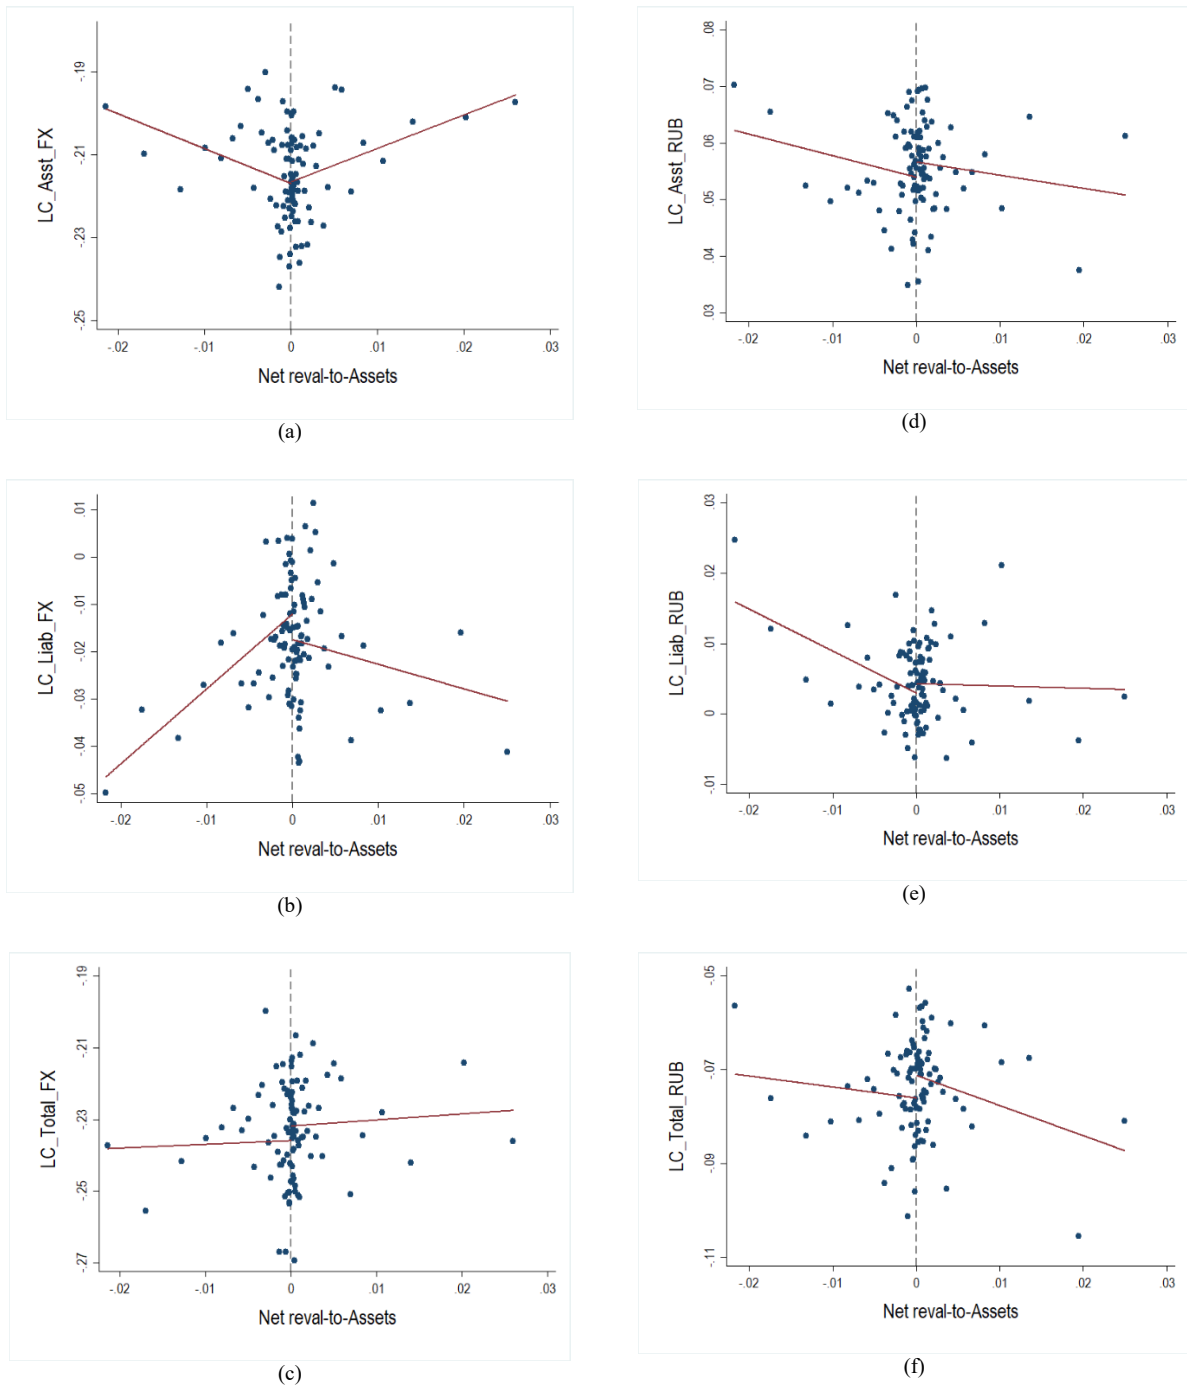 -.19
-.21
-.23
-.25
LC_Asst_FX
-.02 -.01 0 .01 .02 .03
Net reval-to-Assets
(a)
.08
.07
.06
.05
.04
.03
LC_Asst_RUB
-.02 -.01 0 .01 .02 .03
Net reval-to-Assets
(d)
.01
0
-.01
-.02
-.03
-.04
-.05
LC_Liab_FX
-.02 -.01 0 .01 .02 .03
Net reval-to-Assets
(b)
.03
.02
.01
0
-.01
LC_Liab_RUB
-.02 -.01 0 .01 .02 .03
Net reval-to-Assets
(e)
-.19
-.21
-.23
-.25
-.27
LC_Total_FX
-.02 -.01 0 .01 .02 .03
Net reval-to-Assets
(c)
-.05
-.07
-.09
-.11
LC_Total_RUB
-.02 -.01 0 .01 .02 .03
Net reval-to-Assets
(f)